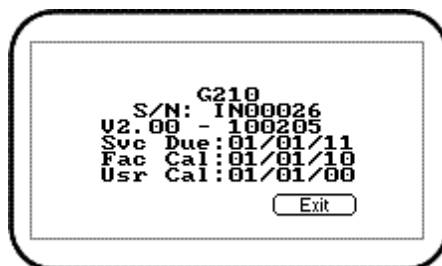 G210
S/N: IN00026
V2.00 - 100205
Svc Due:01/01/11
Fac Cal:01/01/10
Usr Cal:01/01/00
Exit